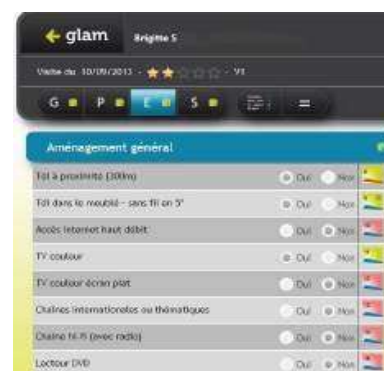 glam Brigitte S
Visite du 10/09/2013 - - V1
G P E S =
Aménagement général
Tél à proximité (300m) Oui Non
Tél dans le meublé - sans fil en 5* Oui Non
Accès Internet haut débit Oui Non
TV couleur Oui Non
TV couleur écran plat Oui Non
Chaînes internationales ou thématiques Oui Non
Chaîne hi-fi (avec radio) Oui Non
Lecteur DVD Oui Non